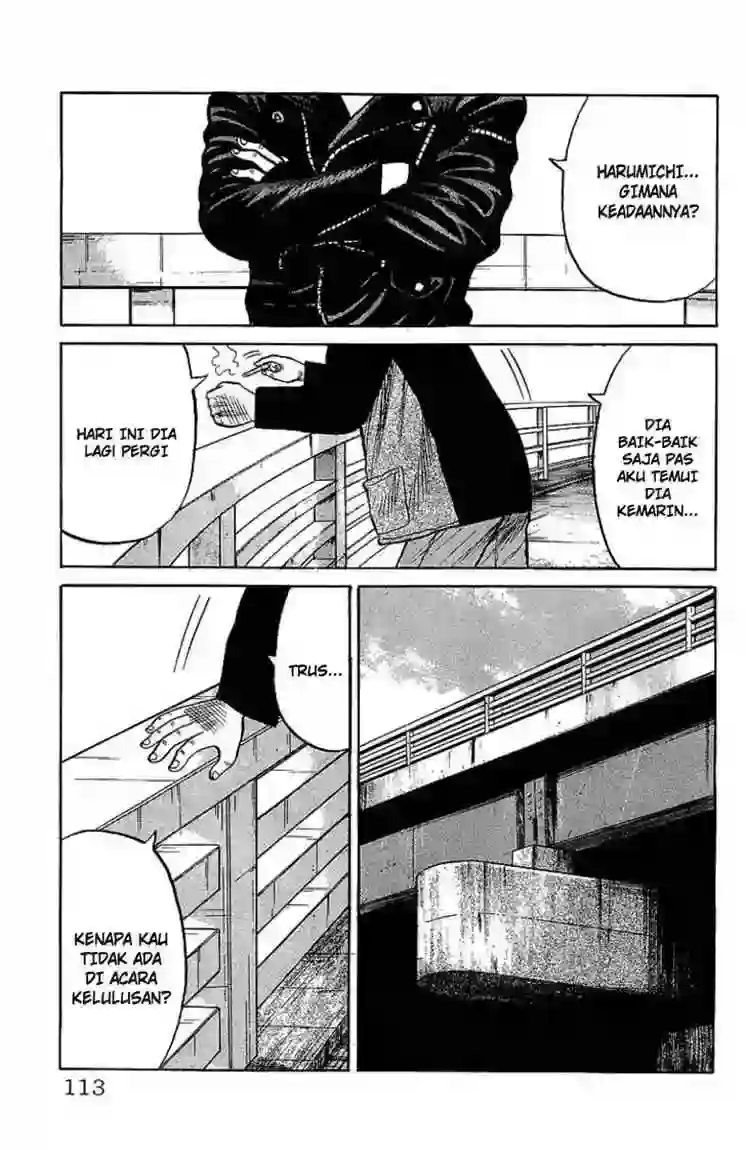 HARUMICHI...
GIMANA
KEADAANNYA?
DIA
BAIK-BAIK
SAJA PAS
AKU TEMUI
DIA
KEMARIN...
HARI INI DIA
LAGI PERGI
TRUS...
KENAPA KAU
TIDAK ADA
DI ACARA
KELULUSAN?
113